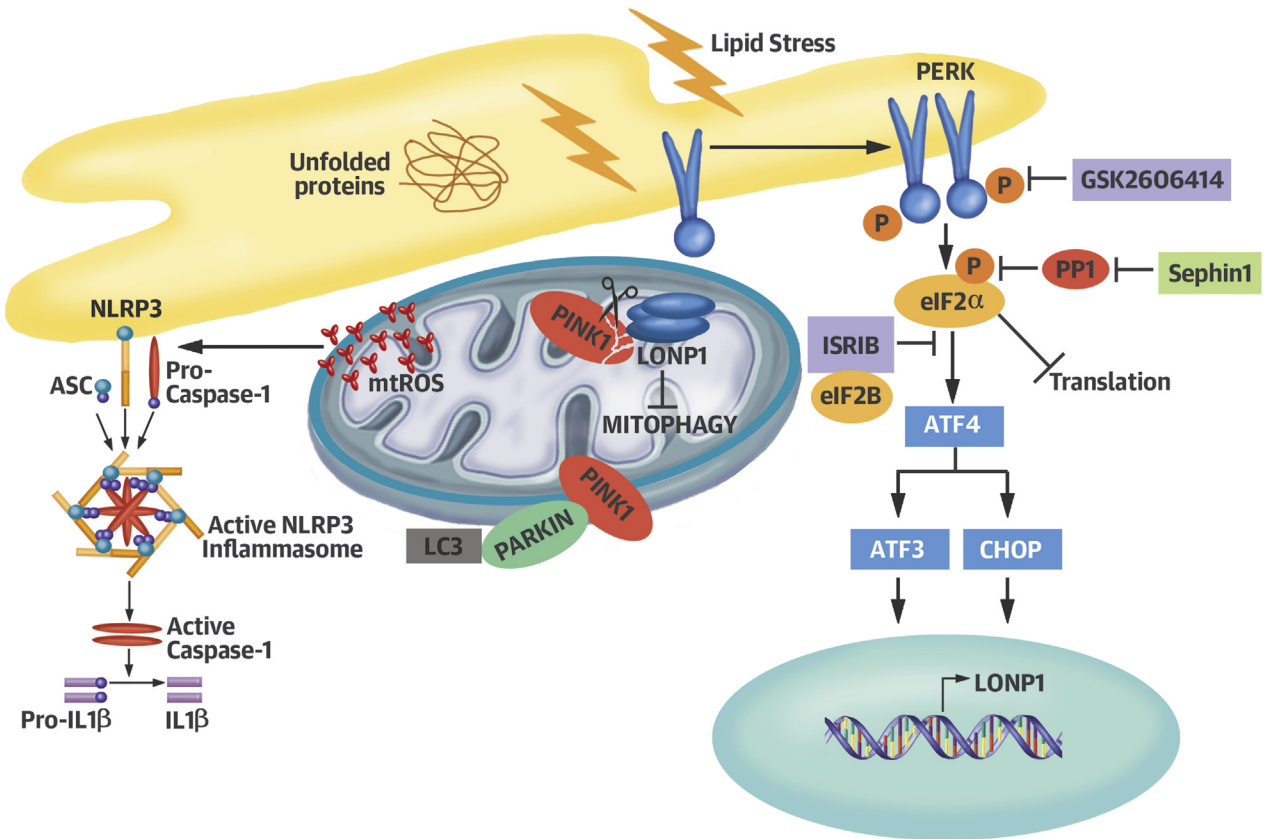 Lipid Stress
PERK
Unfolded
proteins
P
GSK2606414
P
P
PP1
Sephin1
eIF2α
NLRP3
PINK1
LONP1
ISRIB
mtROS
Pro-
Caspase-1
ASC
eIF2B
Translation
MITOPHAGY
ATF4
PINK1
PARKIN
LC3
Active NLRP3
Inflammasome
ATF3
CHOP
Active
Caspase-1
LONP1
Pro-IL1β
IL1β